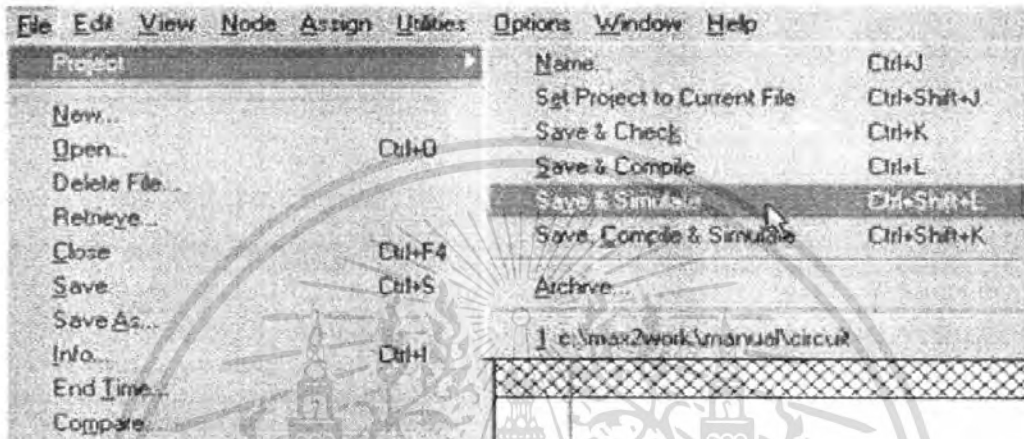 File Edit View Node Assign Utilities Options Window Help
Project
New...
Open... Ctrl+O
Delete File...
Retrieve...
Close Ctrl+F4
Save Ctrl+S
Save As...
Info... Ctrl+I
End Time...
Compare...
Name... Ctrl+J
Set Project to Current File Ctrl+Shift+J
Save & Check Ctrl+K
Save & Compile Ctrl+L
Save & Simulate Ctrl+Shift+L
Save, Compile & Simulate Ctrl+Shift+K
Archive...
1 c:\max2work\manual\circuit